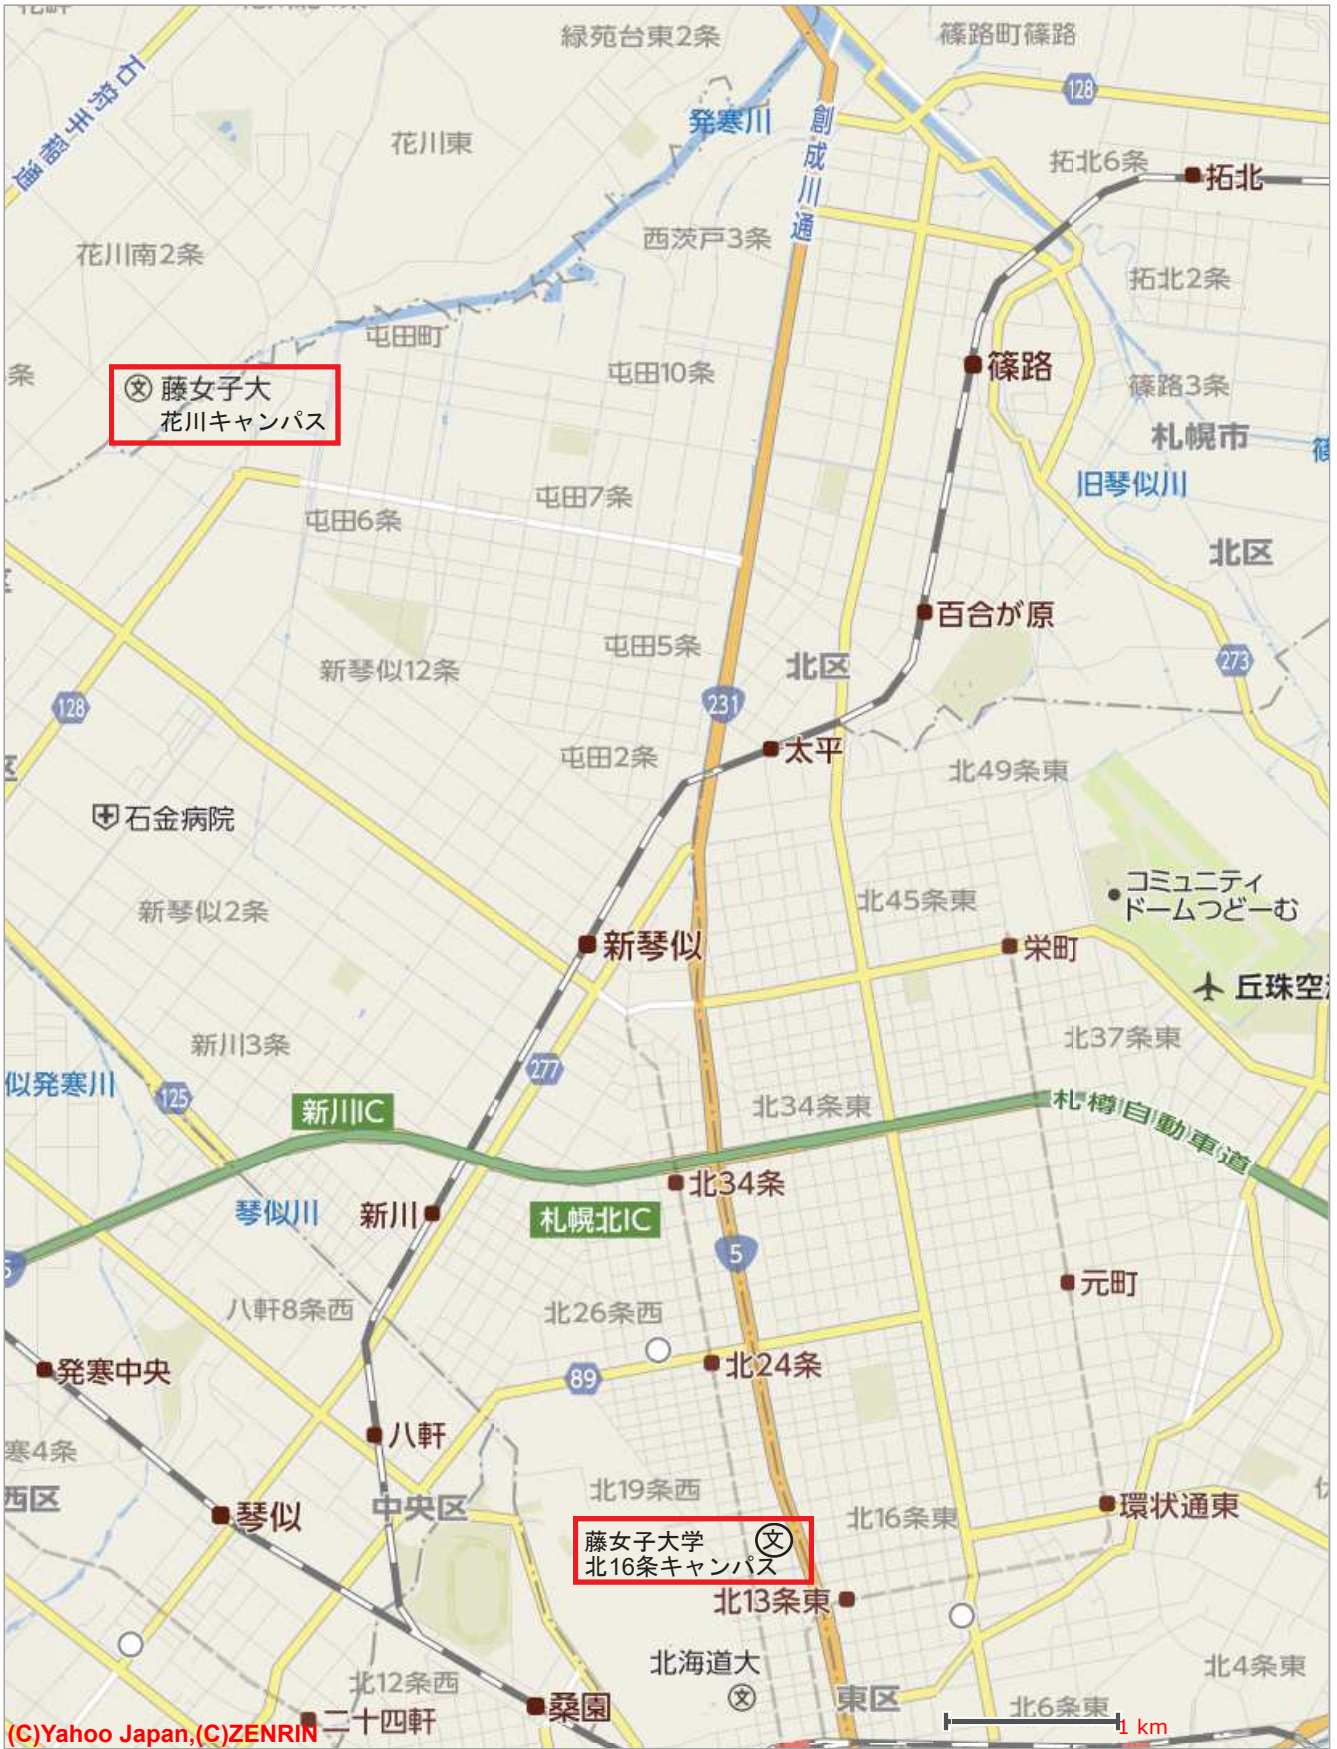 緑苑台東2条
篠路町篠路
石狩手稲通
128
発寒川
創成川通
花川東
拓北6条
拓北
花川南2条
西茨戸3条
拓北2条
屯田町
条
藤女子大
花川キャンパス
屯田10条
篠路
篠路3条
札幌市
旧琴似川
屯田7条
屯田6条
北区
百合が原
屯田5条
新琴似12条
北区
273
128
231
太平
屯田2条
北49条東
石金病院
コミュニティ
ドームつどーむ
新琴似2条
北45条東
新琴似
栄町
丘珠空
新川3条
北37条東
277
似発寒川
125
新川IC
北34条東
札樽自動車道
北34条
琴似川
新川
札幌北IC
5
5
元町
八軒8条西
北26条西
発寒中央
89
北24条
八軒
寒4条
西区
北19条西
琴似
中央区
環状通東
北16条東
藤女子大学
北16条キャンパス
北13条東
北海道大
北12条西
北4条東
東区
桑園
北6条東
二十四軒
1 km
(C)Yahoo Japan,(C)ZENRIN